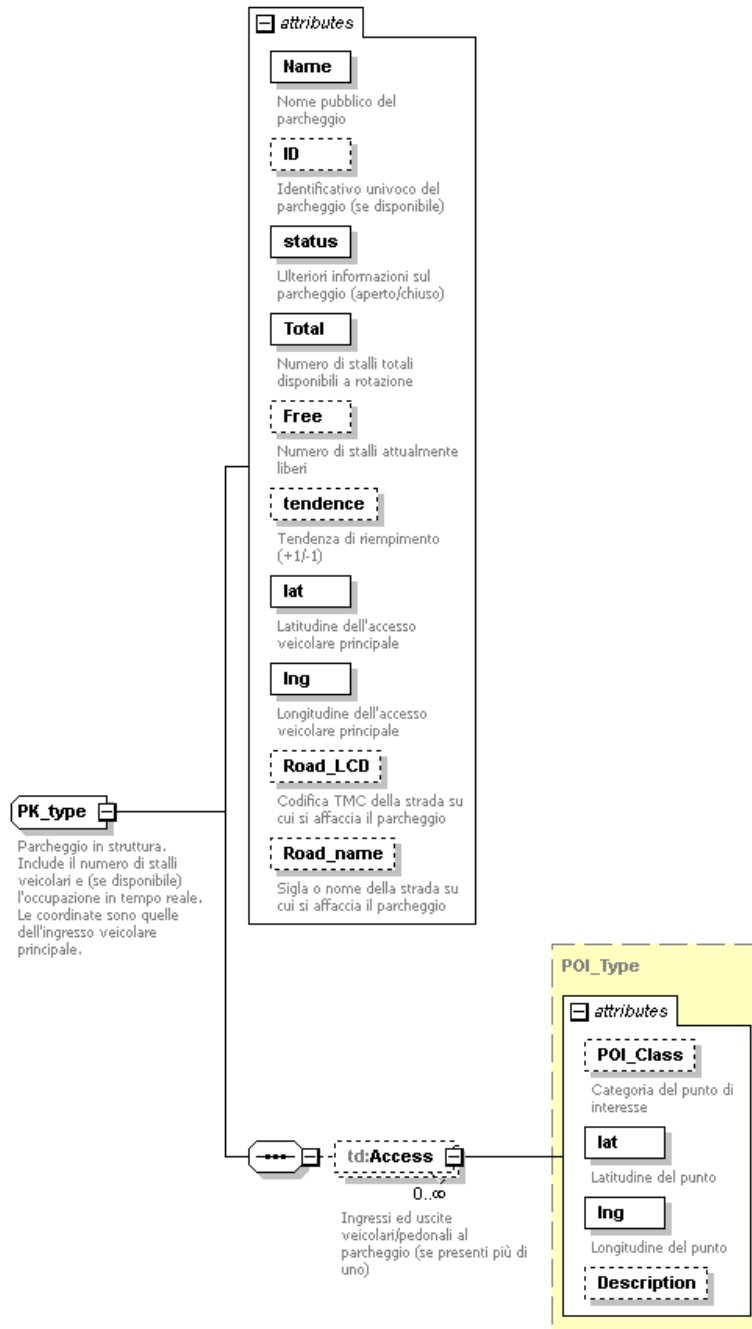 attributes
Name
Nome pubblico del
parcheggio
ID
Identificativo univoco del
parcheggio (se disponibile)
status
Ulteriori informazioni sul
parcheggio (aperto/chiuso)
Total
Numero di stalli totali
disponibili a rotazione
Free
Numero di stalli attualmente
liberi
tendence
Tendenza di riempimento
(+1/-1)
lat
Latitudine dell'accesso
veicolare principale
lng
Longitudine dell'accesso
veicolare principale
Road_LCD
Codifica TMC della strada su
cui si affaccia il parcheggio
Road_name
Sigla o nome della strada su
cui si affaccia il parcheggio
PK_type
Parcheggio in struttura.
Include il numero di stalli
veicolari e (se disponibile)
l'occupazione in tempo reale.
Le coordinate sono quelle
dell'ingresso veicolare
principale.
td:Access
0..∞
Ingressi ed uscite
veicolari/pedonali al
parcheggio (se presenti più di
uno)
POI_Type
attributes
POI_Class
Categoria del punto di
interesse
lat
Latitudine del punto
lng
Longitudine del punto
Description